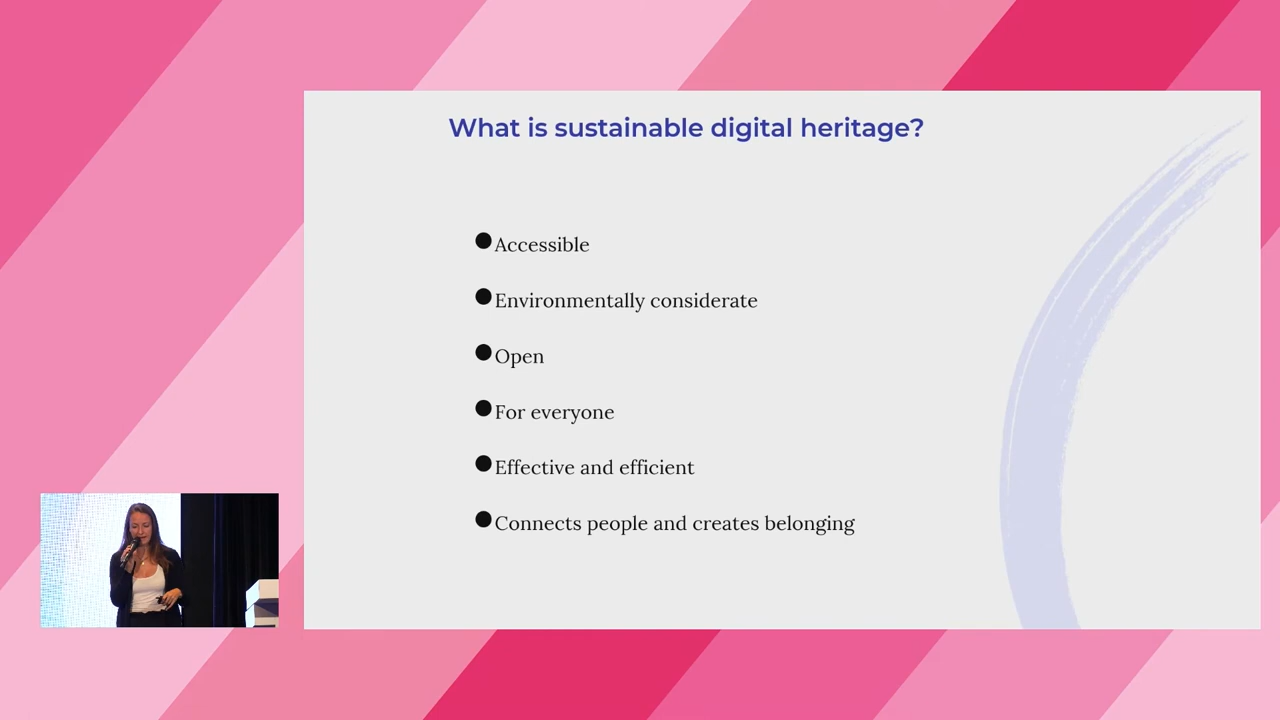 What is sustainable digital heritage?
Accessible
Environmentally considerate
Open
For everyone
Effective and efficient
Connects people and creates belonging